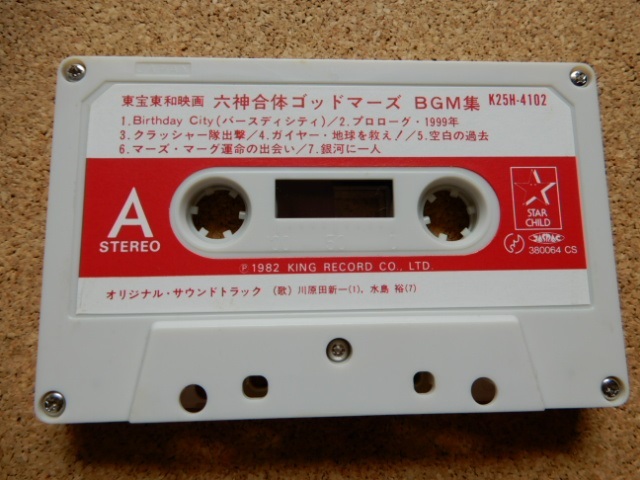 東宝東和映画 六神合体ゴッドマーズ BGM集 K25H-4102
1.Birthday City(バースディシティ)/2.プロローグ・1999年
3.クラッシャー隊出撃/4.ガイヤー・地球を救え!/5.空白の過去
6.マーズ・マーグ運命の出会い/7.銀河に一人
A
STEREO
STAR
CHILD
380064 CS
Ⓟ1982 KING RECORD CO., LTD.
オリジナル・サウンドトラック 《歌》川原田新一(1)、水島 裕(7)